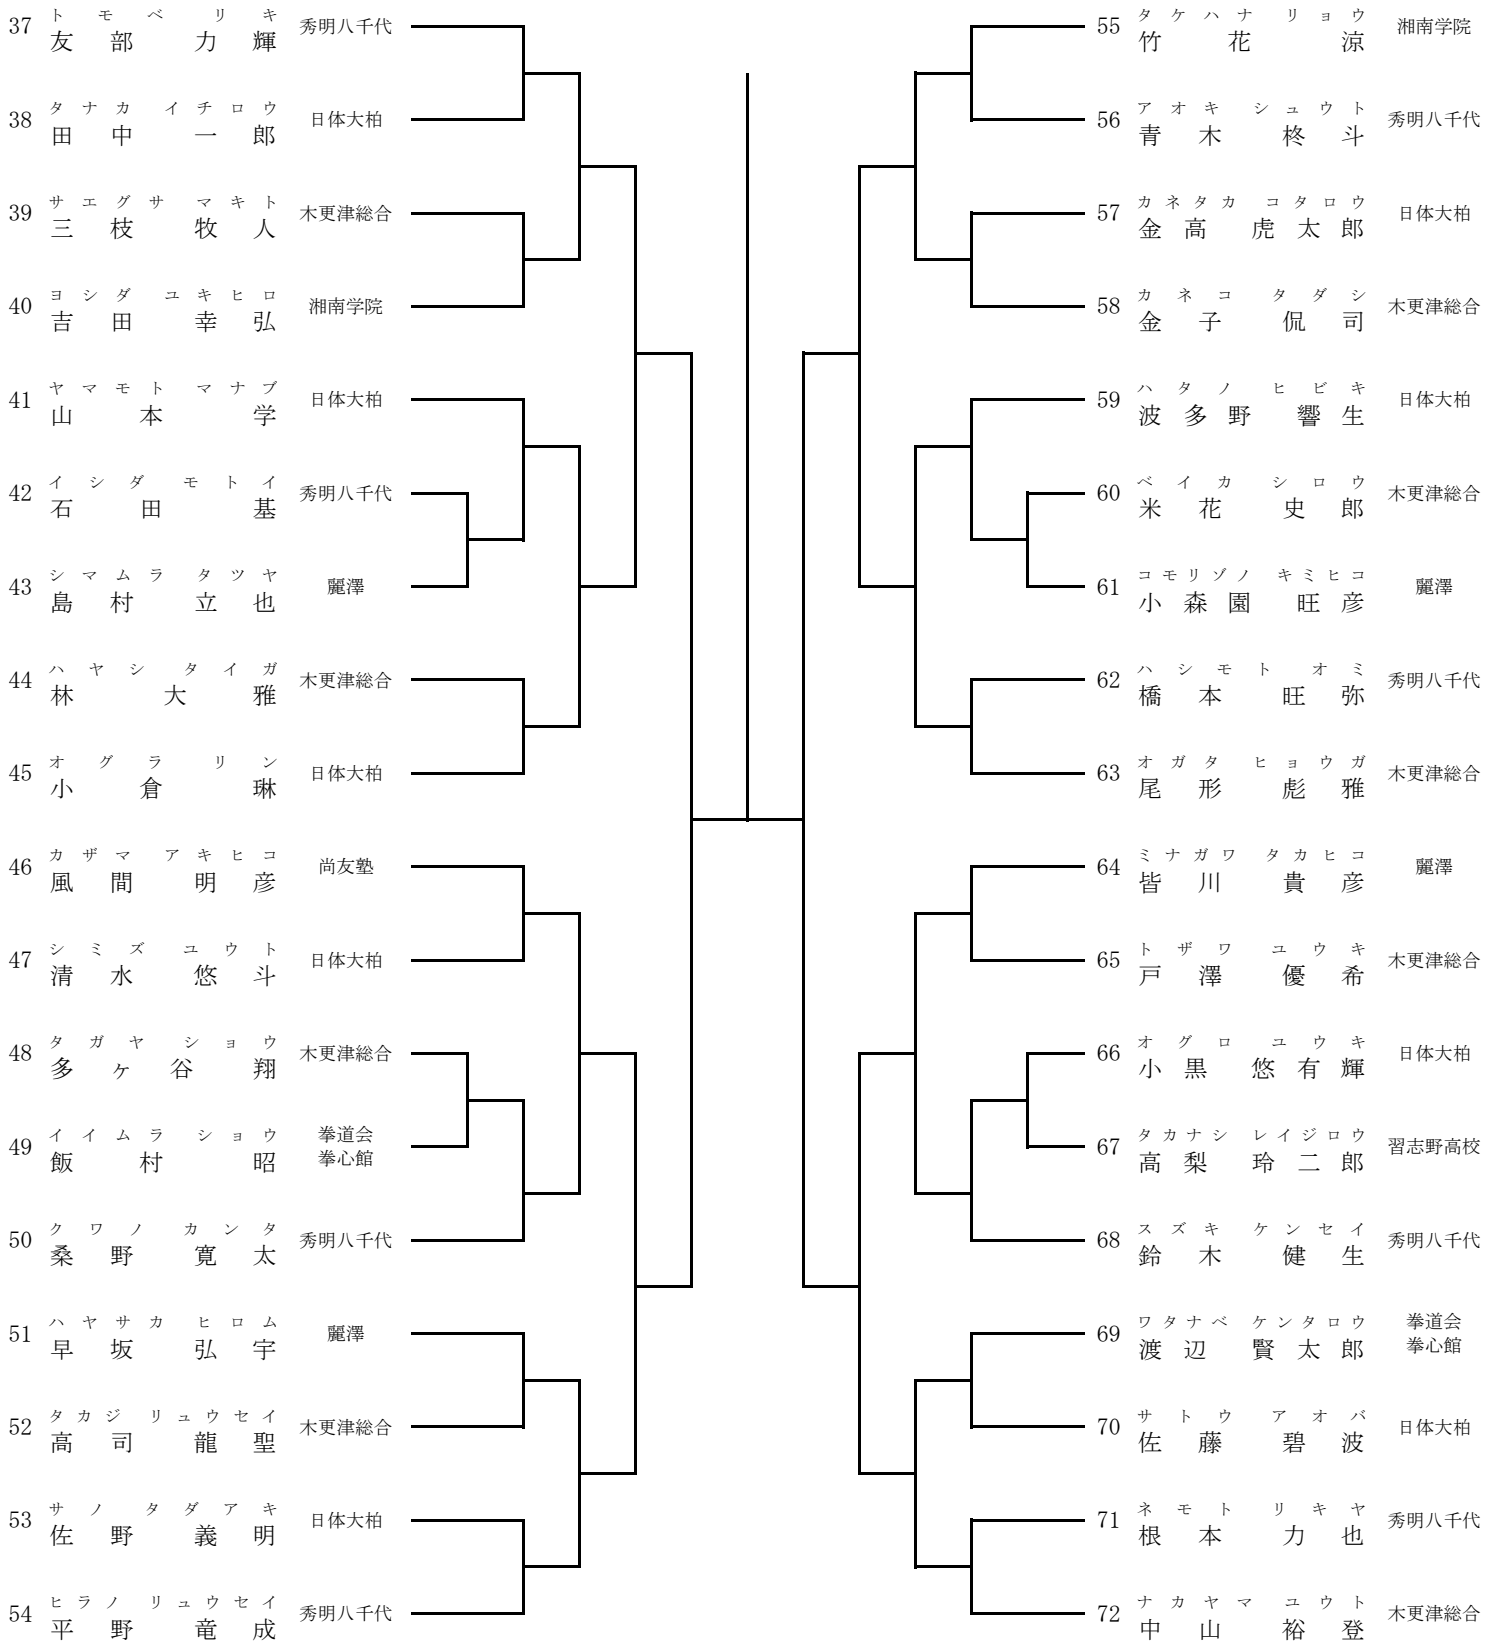 トモベ リキ
37 友部 力輝 秀明八千代
タナカ イチロウ
38 田中 一郎 日体大柏
サエグサ マキト
39 三枝 牧人 木更津総合
ヨシダ ユキヒロ
40 吉田 幸弘 湘南学院
ヤマモト マナブ
41 山本 学 日体大柏
イシダ モトイ
42 石田 基 秀明八千代
シマムラ タツヤ
43 島村 立也 麗澤
ハヤシ タイガ
44 林 大雅 木更津総合
オグラ リン
45 小倉 琳 日体大柏
カザマ アキヒコ
46 風間 明彦 尚友塾
シミズ ユウト
47 清水 悠斗 日体大柏
タガヤ ショウ
48 多ヶ谷 翔 木更津総合
イイムラ ショウ
49 飯村 昭 拳道会
拳心館
クワノ カンタ
50 桑野 寛太 秀明八千代
ハヤサカ ヒロム
51 早坂 弘宇 麗澤
タカジ リュウセイ
52 高司 龍聖 木更津総合
サノ タダアキ
53 佐野 義明 日体大柏
ヒラノ リュウセイ
54 平野 竜成 秀明八千代
タケハナ リョウ
55 竹花 涼 湘南学院
アオキ シュウト
56 青木 柊斗 秀明八千代
カネタカ コタロウ
57 金高 虎太郎 日体大柏
カネコ タダシ
58 金子 侃司 木更津総合
ハタノ ヒビキ
59 波多野 響生 日体大柏
ベイカ シロウ
60 米花 史郎 木更津総合
コモリゾノ キミヒコ
61 小森園 旺彦 麗澤
ハシモト オミ
62 橋本 旺弥 秀明八千代
オガタ ヒョウガ
63 尾形 彪雅 木更津総合
ミナガワ タカヒコ
64 皆川 貴彦 麗澤
トザワ ユウキ
65 戸澤 優希 木更津総合
オグロ ユウキ
66 小黒 悠有輝 日体大柏
タカナシ レイジロウ
67 高梨 玲二郎 習志野高校
スズキ ケンセイ
68 鈴木 健生 秀明八千代
ワタナベ ケンタロウ
69 渡辺 賢太郎 拳道会
拳心館
サトウ アオバ
70 佐藤 碧波 日体大柏
ネモト リキヤ
71 根本 力也 秀明八千代
ナカヤマ ユウト
72 中山 裕登 木更津総合